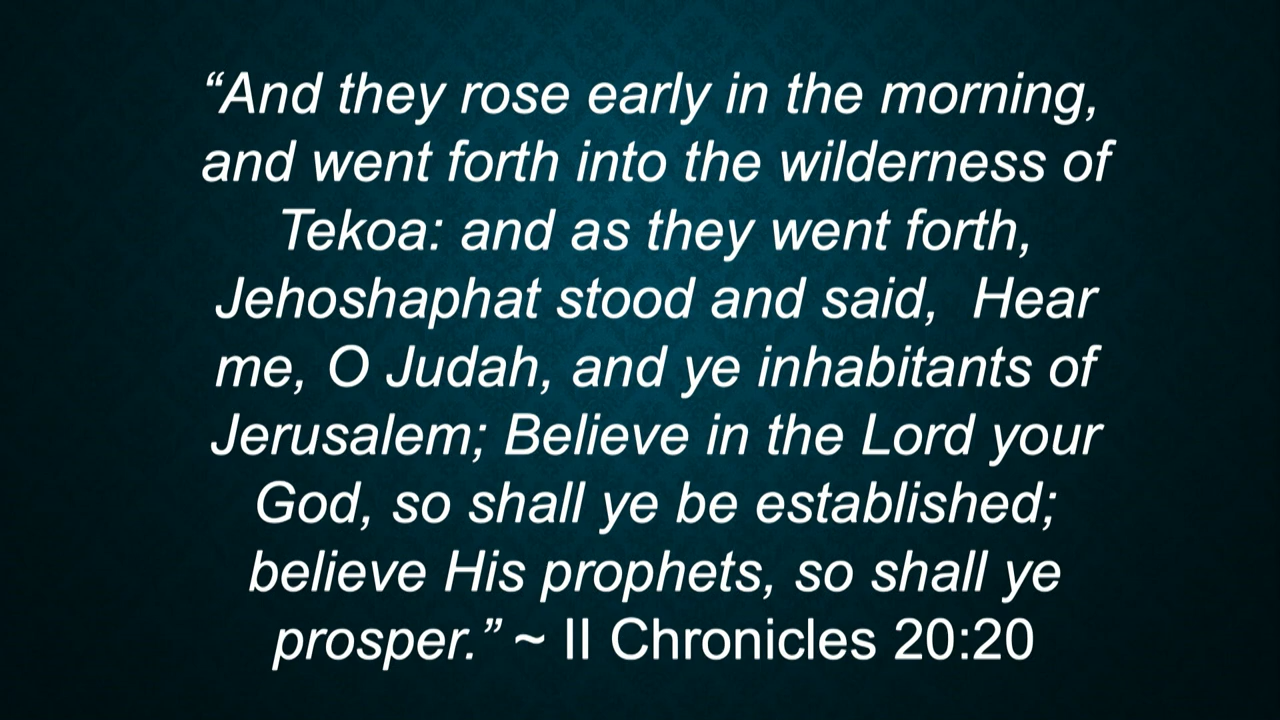 “And they rose early in the morning,
and went forth into the wilderness of
Tekoa: and as they went forth,
Jehoshaphat stood and said,  Hear
me, O Judah, and ye inhabitants of
Jerusalem; Believe in the Lord your
God, so shall ye be established;
believe His prophets, so shall ye
prosper.” ~ II Chronicles 20:20